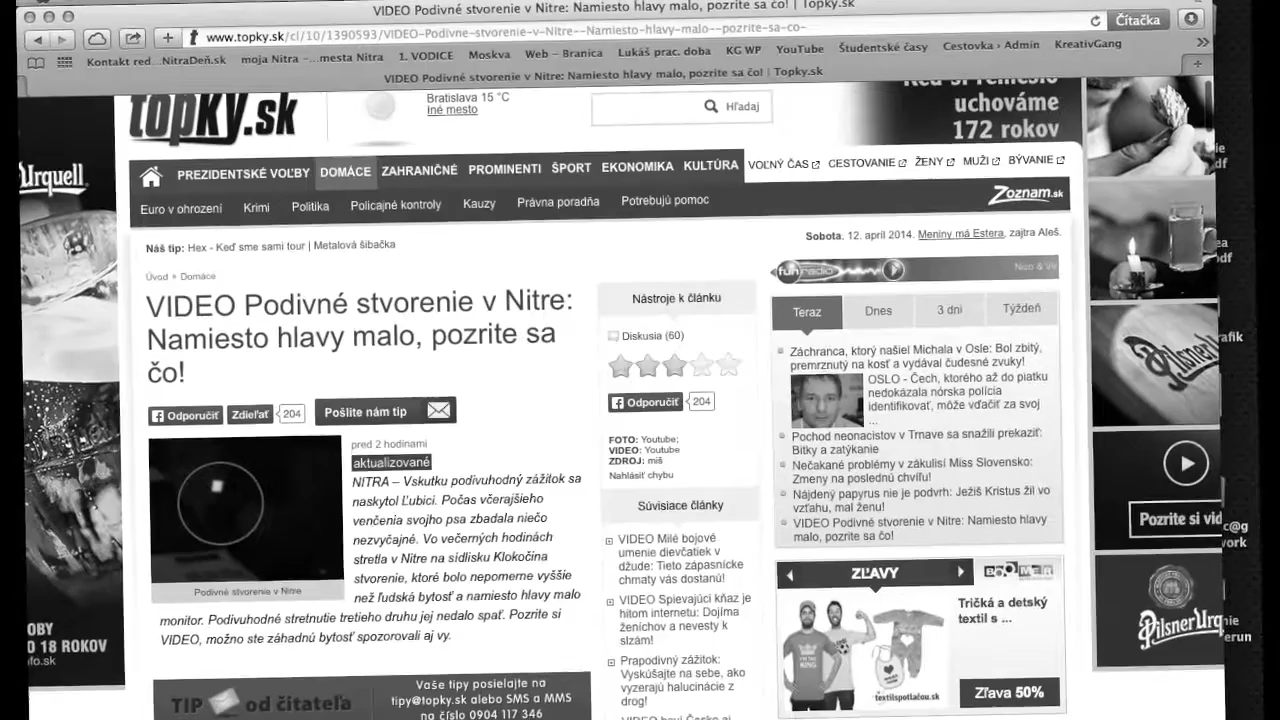 VIDEO Podivné stvorenie v Nitre: Namiesto hlavy malo, pozrite sa čo! | Topky.sk
www.topky.sk/cl/10/1390593/VIDEO-Podivne-stvorenie-v-Nitre--Namiesto-hlavy-malo--pozrite-sa-co-
Čítačka
Kontakt red...NitraDeň.sk moja Nitra -...mesta Nitra 1. VODICE Moskva Web – Branica Lukáš prac. doba KG WP YouTube Študentské časy Cestovka › Admin KreativGang
VIDEO Podivné stvorenie v Nitre: Namiesto hlavy malo, pozrite sa čo! | Topky.sk
topky.sk
Bratislava 15 °C
iné mesto
Hľadaj
uchováme
172 rokov
Urquell
PREZIDENTSKÉ VOĽBY DOMÁCE ZAHRANIČNÉ PROMINENTI ŠPORT EKONOMIKA KULTÚRA VOĽNÝ ČAS CESTOVANIE ŽENY MUŽI BÝVANIE
Euro v ohrození Krimi Politika Policajné kontroly Kauzy Právna poradňa Potrebujú pomoc
Zoznam.sk
Náš tip: Hex - Keď sme sami tour | Metalová šibačka
Sobota. 12. apríl 2014. Meniny má Estera, zajtra Aleš.
Úvod » Domáce
fun radio
VIDEO Podivné stvorenie v Nitre:
Namiesto hlavy malo, pozrite sa
čo!
Odporučiť Zdieľať 204 Pošlite nám tip
pred 2 hodinami
aktualizované
NITRA – Vskutku podivuhodný zážitok sa
naskytol Ľubici. Počas včerajšieho
venčenia svojho psa zbadala niečo
nezvyčajné. Vo večerných hodinách
stretla v Nitre na sídlisku Klokočina
stvorenie, ktoré bolo nepomerne vyššie
než ľudská bytosť a namiesto hlavy malo
monitor. Podivuhodné stretnutie tretieho druhu jej nedalo spať. Pozrite si
VIDEO, možno ste záhadnú bytosť spozorovali aj vy.
Podivné stvorenie v Nitre
TIP od čitateľa
Vaše tipy posielajte na
tipy@topky.sk alebo SMS a MMS
na číslo 0904 117 346
Nástroje k článku
Diskusia (60)
Odporučiť 204
FOTO: Youtube;
VIDEO: Youtube
ZDROJ: miš
Nahlásiť chybu
Súvisiace články
VIDEO Milé bojové
umenie dievčatiek v
džude: Tieto zápasnícke
chmaty vás dostanú!
VIDEO Spievajúci kňaz je
hitom internetu: Dojíma
ženíchov a nevesty k
slzám!
Prapodivný zážitok:
Vyskúšajte na sebe, ako
vyzerajú halucinácie z
drog!
Teraz Dnes 3 dni Týždeň
Záchranca, ktorý našiel Michala v Osle: Bol zbitý,
premrznutý na kosť a vydával čudesné zvuky!
OSLO - Čech, ktorého až do piatku
nedokázala nórska polícia
identifikovať, môže vďačiť za svoj
...
Pochod neonacistov v Trnave sa snažili prekaziť:
Bitky a zatýkanie
Nečakané problémy v zákulisí Miss Slovensko:
Zmeny na poslednú chvíľu!
Nájdený papyrus nie je podvrh: Ježiš Kristus žil vo
vzťahu, mal ženu!
VIDEO Podivné stvorenie v Nitre: Namiesto hlavy
malo, pozrite sa čo!
ZĽAVY
Tričká a detský
textil s ...
textilspotlačou.sk
Zľava 50%
Pilsner
Pozrite si vid
Pilsner Urq
18 ROKOV